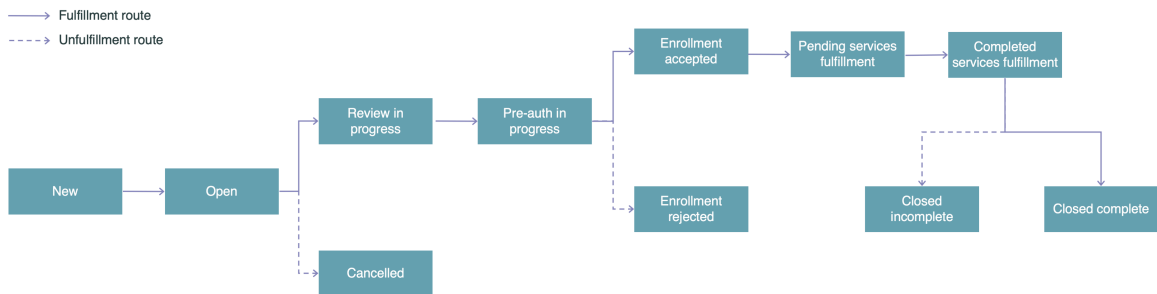 Fulfillment route
Unfulfillment route
Enrollment
accepted
Pending services
fulfillment
Completed
services fulfillment
Review in
progress
Pre-auth in
progress
New
Open
Enrollment
rejected
Closed
incomplete
Closed complete
Cancelled